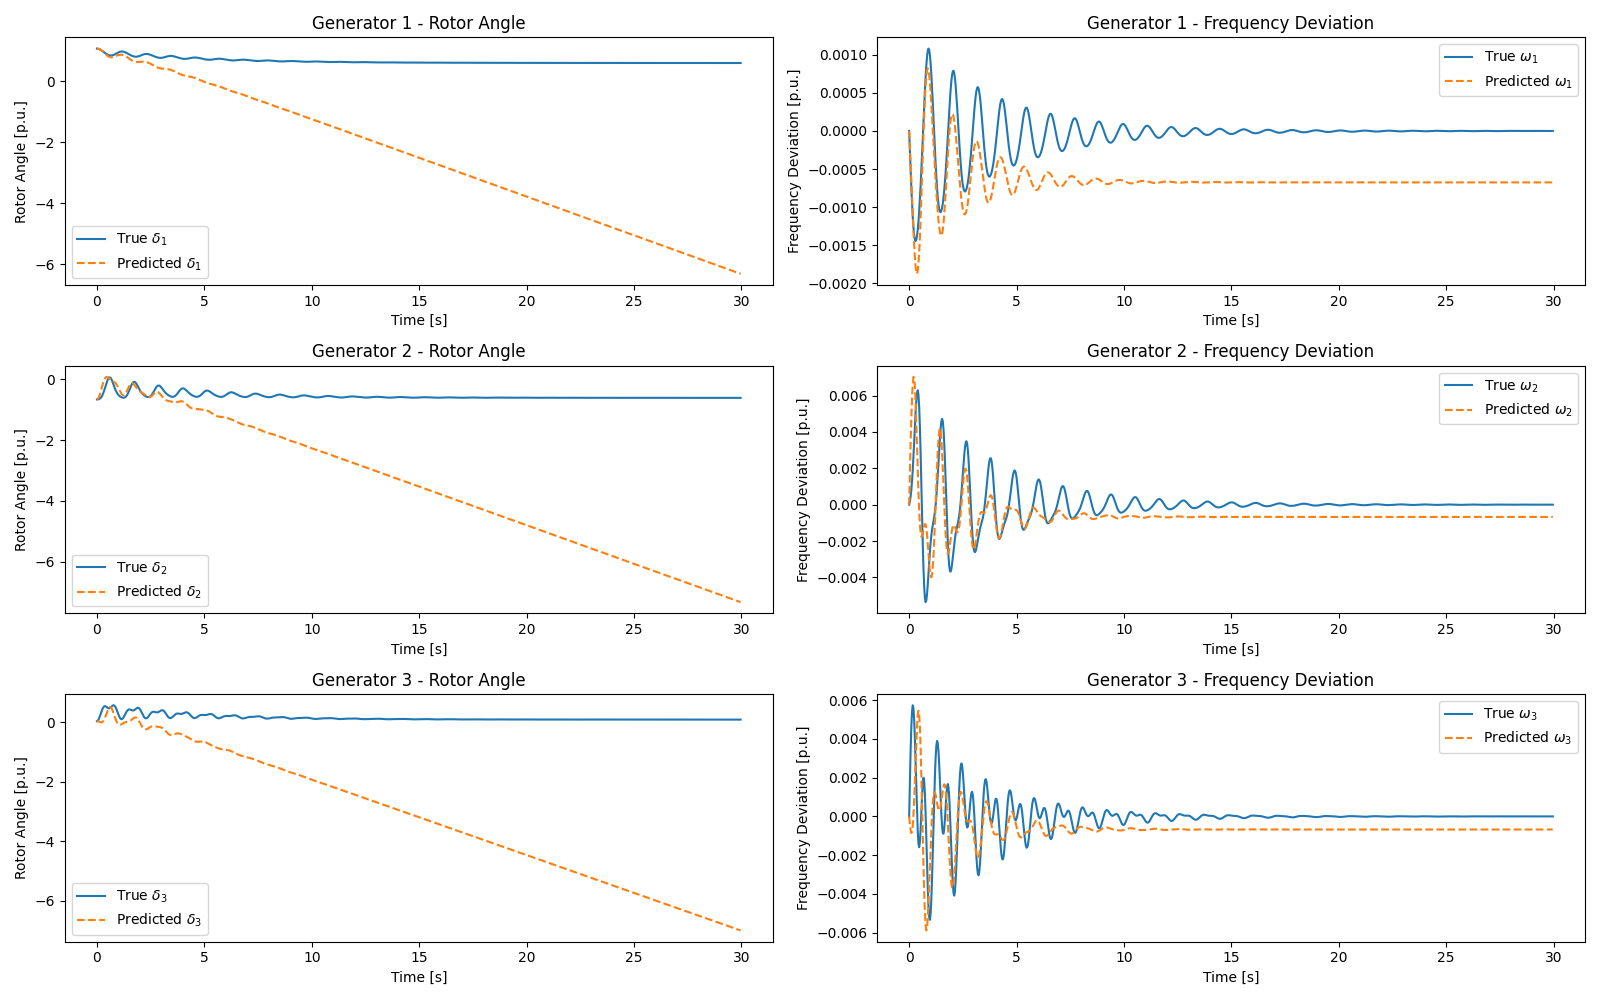 Generator 1 - Rotor Angle
Rotor Angle [p.u.]
0
−2
−4
−6
True δ1
Predicted δ1
0 5 10 15 20 25 30
Time [s]
Generator 1 - Frequency Deviation
Frequency Deviation [p.u.]
0.0010
0.0005
0.0000
−0.0005
−0.0010
−0.0015
−0.0020
True ω1
Predicted ω1
0 5 10 15 20 25 30
Time [s]
Generator 2 - Rotor Angle
Rotor Angle [p.u.]
0
−2
−4
−6
True δ2
Predicted δ2
0 5 10 15 20 25 30
Time [s]
Generator 2 - Frequency Deviation
Frequency Deviation [p.u.]
0.006
0.004
0.002
0.000
−0.002
−0.004
True ω2
Predicted ω2
0 5 10 15 20 25 30
Time [s]
Generator 3 - Rotor Angle
Rotor Angle [p.u.]
0
−2
−4
−6
True δ3
Predicted δ3
0 5 10 15 20 25 30
Time [s]
Generator 3 - Frequency Deviation
Frequency Deviation [p.u.]
0.006
0.004
0.002
0.000
−0.002
−0.004
−0.006
True ω3
Predicted ω3
0 5 10 15 20 25 30
Time [s]